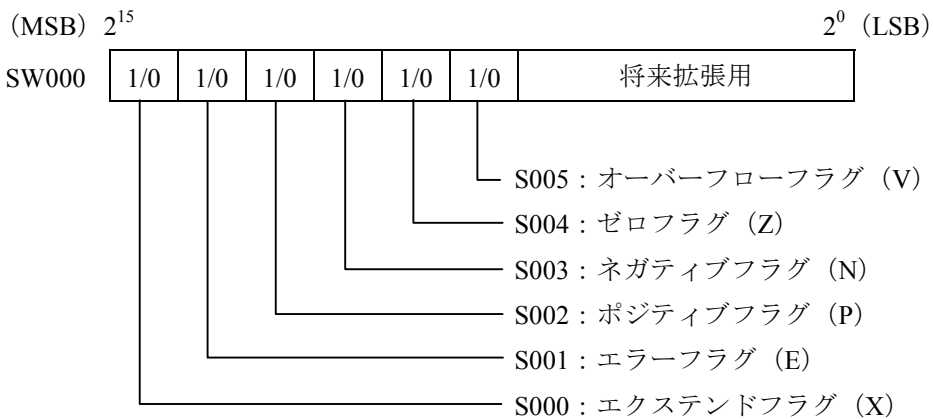 (MSB) 2^15 2^0 (LSB)
SW000 1/0 1/0 1/0 1/0 1/0 1/0 将来拡張用
S005:オーバーフローフラグ(V)
S004:ゼロフラグ(Z)
S003:ネガティブフラグ(N)
S002:ポジティブフラグ(P)
S001:エラーフラグ(E)
S000:エクステンドフラグ(X)